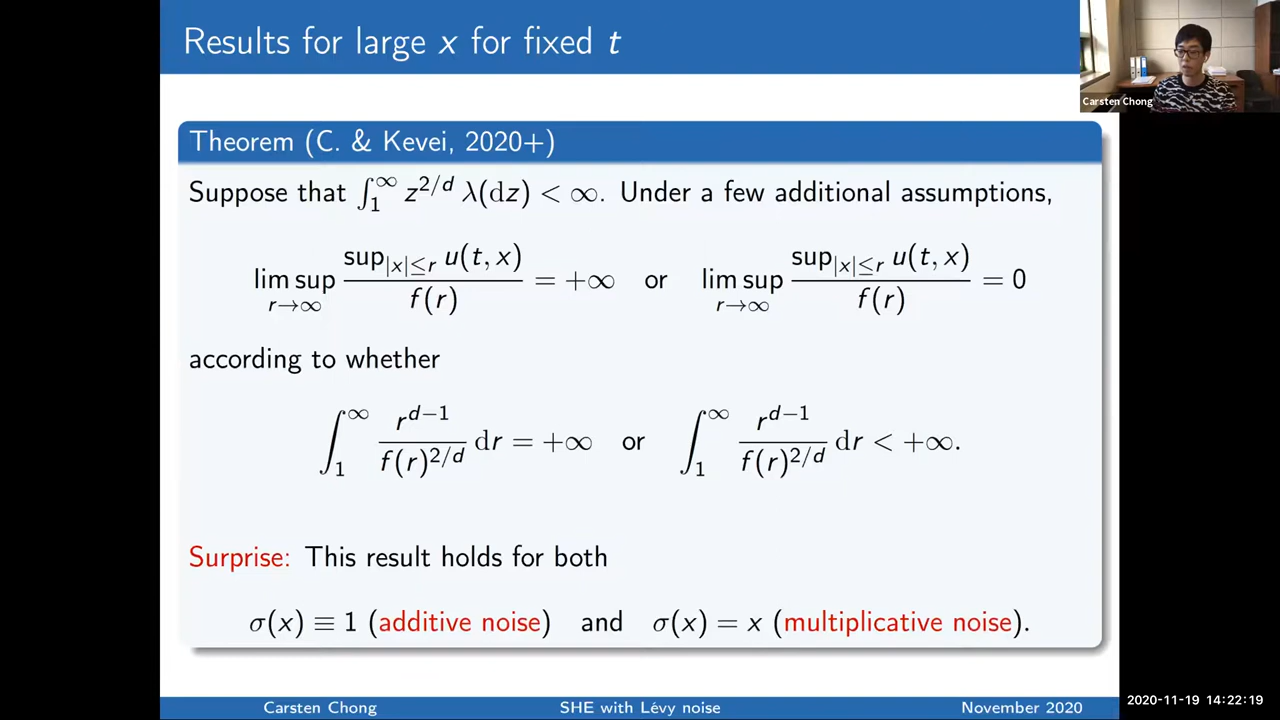 Results for large x for fixed t
Carsten Chong
Theorem (C. & Kevei, 2020+)
Suppose that ∫_1^∞ z^{2/d} λ(dz) < ∞. Under a few additional assumptions,
lim sup_{r→∞} sup_{|x|≤r} u(t, x) / f(r) = +∞ or lim sup_{r→∞} sup_{|x|≤r} u(t, x) / f(r) = 0
according to whether
∫_1^∞ r^{d−1} / f(r)^{2/d} dr = +∞ or ∫_1^∞ r^{d−1} / f(r)^{2/d} dr < +∞.
Surprise: This result holds for both
σ(x) ≡ 1 (additive noise) and σ(x) = x (multiplicative noise).
Carsten Chong SHE with Lévy noise November 2020
2020-11-19 14:22:19